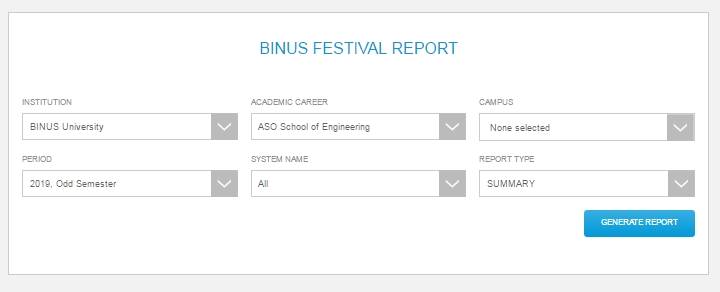 BINUS FESTIVAL REPORT
INSTITUTION ACADEMIC CAREER CAMPUS
BINUS University ASO School of Engineering None selected
PERIOD SYSTEM NAME REPORT TYPE
2019, Odd Semester All SUMMARY
GENERATE REPORT